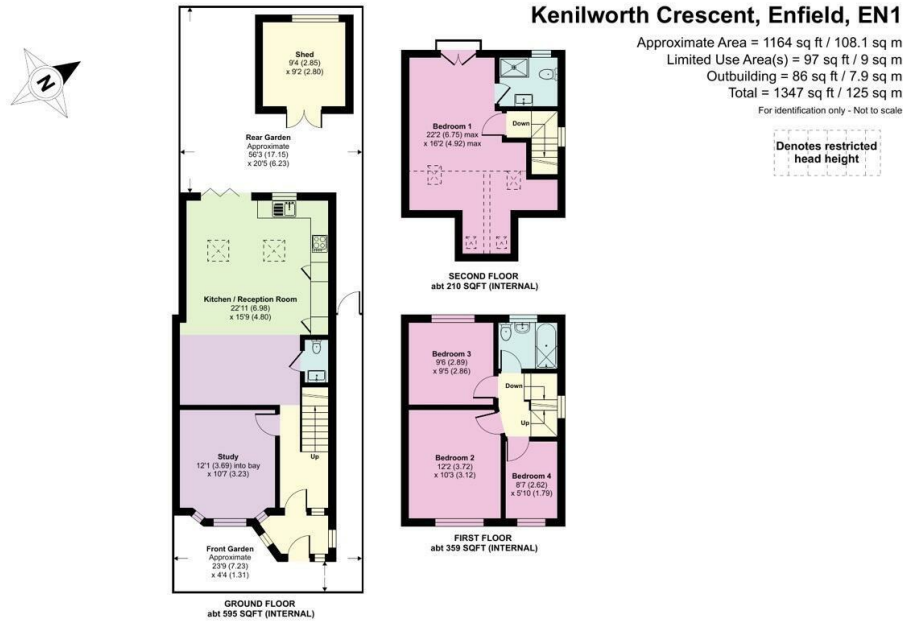 Kenilworth Crescent, Enfield, EN1
Approximate Area = 1164 sq ft / 108.1 sq m
Limited Use Area(s) = 97 sq ft / 9 sq m
Outbuilding = 86 sq ft / 7.9 sq m
Total = 1347 sq ft / 125 sq m
For identification only - Not to scale
Denotes restricted
head height
N
Shed
9'4 (2.85)
x 9'2 (2.80)
Rear Garden
Approximate
56'3 (17.15)
x 20'5 (6.23)
Kitchen / Reception Room
22'11 (6.98)
x 15'9 (4.80)
Up
Study
12'1 (3.69) into bay
x 10'7 (3.23)
Front Garden
Approximate
23'9 (7.23)
x 4'4 (1.31)
GROUND FLOOR
abt 595 SQFT (INTERNAL)
Bedroom 1
22'2 (6.75) max
x 16'2 (4.92) max
Down
SECOND FLOOR
abt 210 SQFT (INTERNAL)
Bedroom 3
9'6 (2.89)
x 9'5 (2.86)
Down
Up
Bedroom 2
12'2 (3.72)
x 10'3 (3.12)
Bedroom 4
8'7 (2.62)
x 5'10 (1.79)
FIRST FLOOR
abt 359 SQFT (INTERNAL)